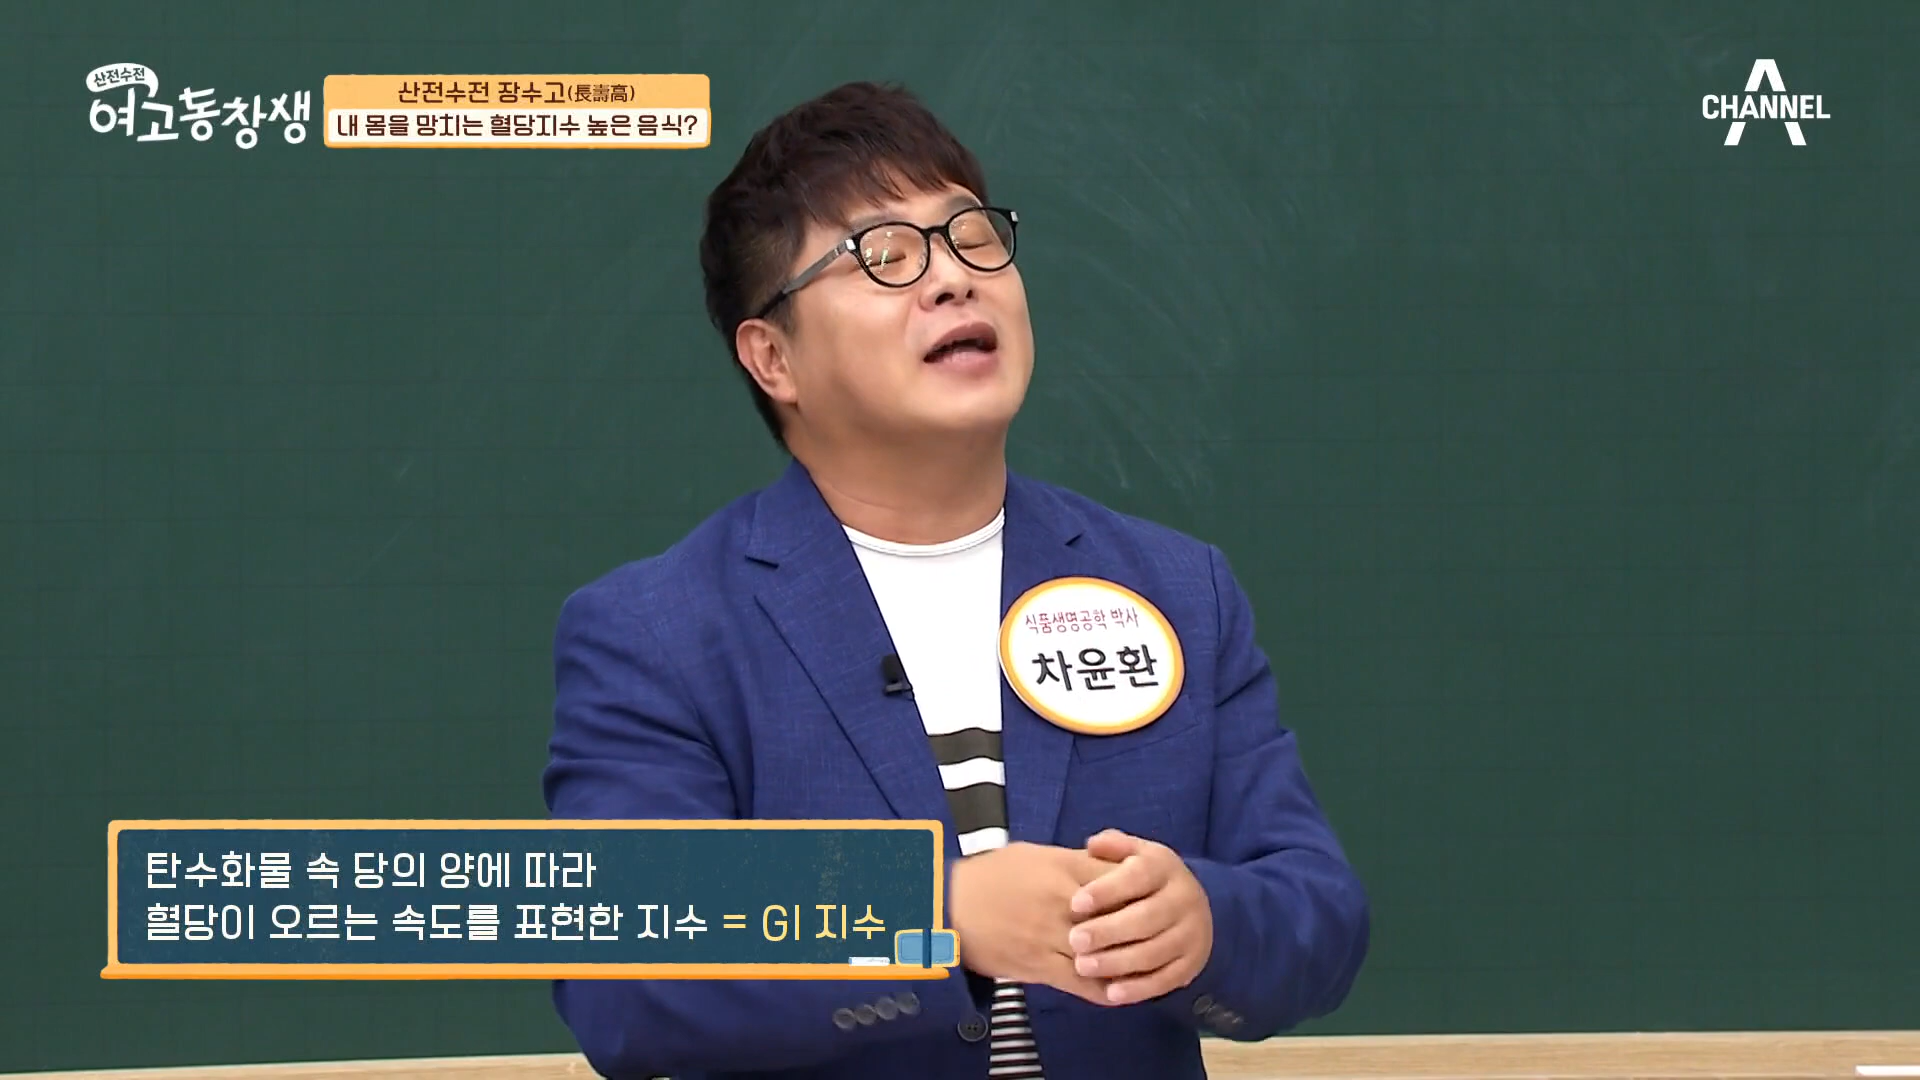 산전수전
여고동창생
산전수전 장수고(長壽高)
내 몸을 망치는 혈당지수 높은 음식?
CHANNEL A
식품생명공학 박사
차윤환
탄수화물 속 당의 양에 따라
혈당이 오르는 속도를 표현한 지수 = GI 지수